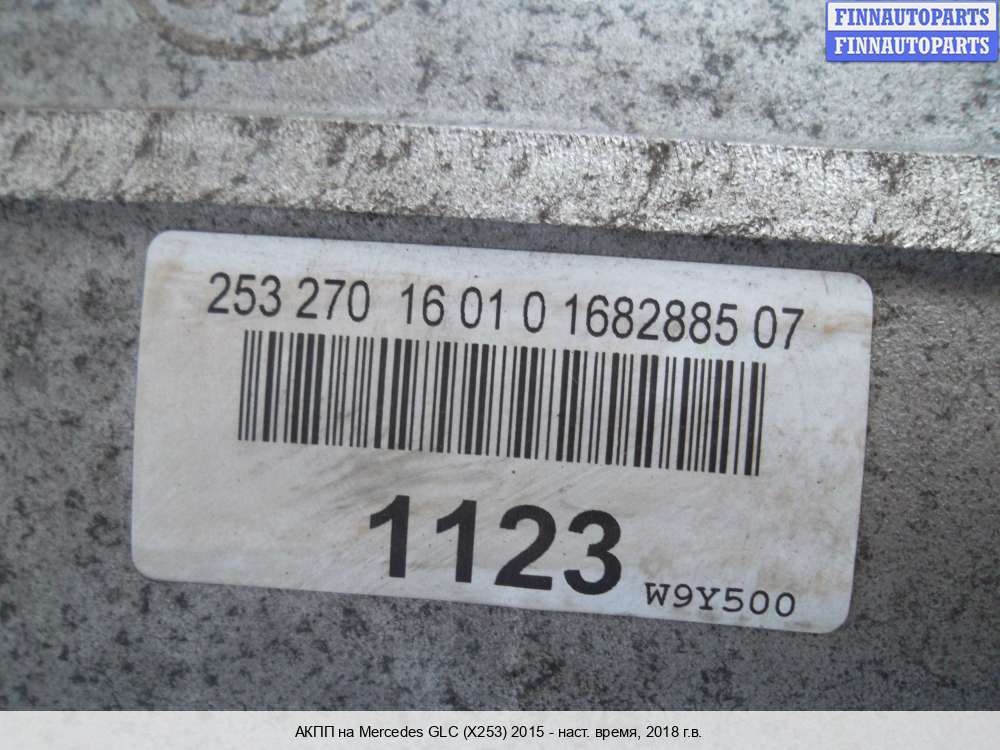 FINNAUTOPARTS
FINNAUTOPARTS
253 270 16 01 0 1682885 07
1123
W9Y500
АКПП на Mercedes GLC (X253) 2015 - наст. время, 2018 г.в.